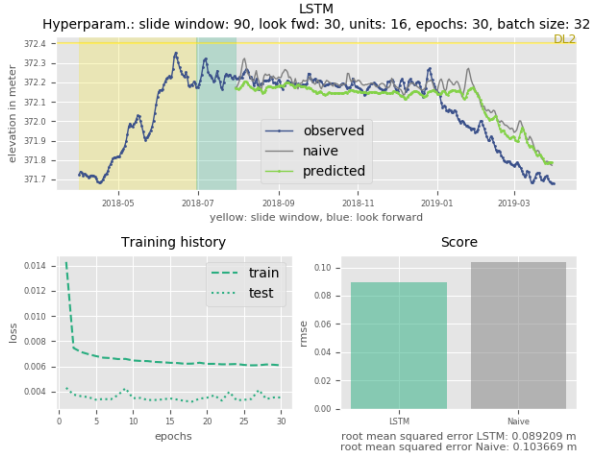 LSTM
Hyperparam.: slide window: 90, look fwd: 30, units: 16, epochs: 30, batch size: 32
DL2
372.4
372.3
372.2
372.1
372.0
371.9
371.8
371.7
elevation in meter
observed
naive
predicted
2018-05
2018-07
2018-09
2018-11
2019-01
2019-03
yellow: slide window, blue: look forward
Training history
0.014
0.012
0.010
0.008
0.006
0.004
loss
train
test
0
5
10
15
20
25
30
epochs
Score
0.10
0.08
0.06
0.04
0.02
0.00
rmse
LSTM
Naive
root mean squared error LSTM: 0.089209 m
root mean squared error Naive: 0.103669 m